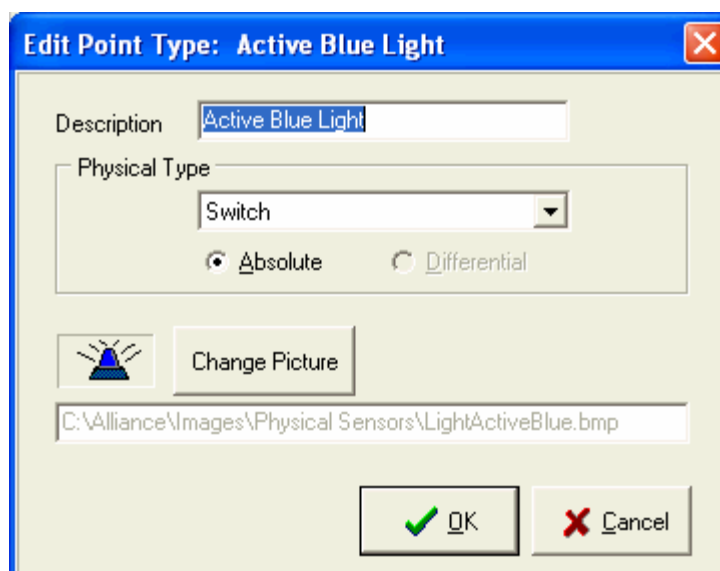 Edit Point Type: Active Blue Light
Description Active Blue Light
Physical Type
Switch
Absolute Differential
Change Picture
C:\Alliance\Images\Physical Sensors\LightActiveBlue.bmp
OK Cancel